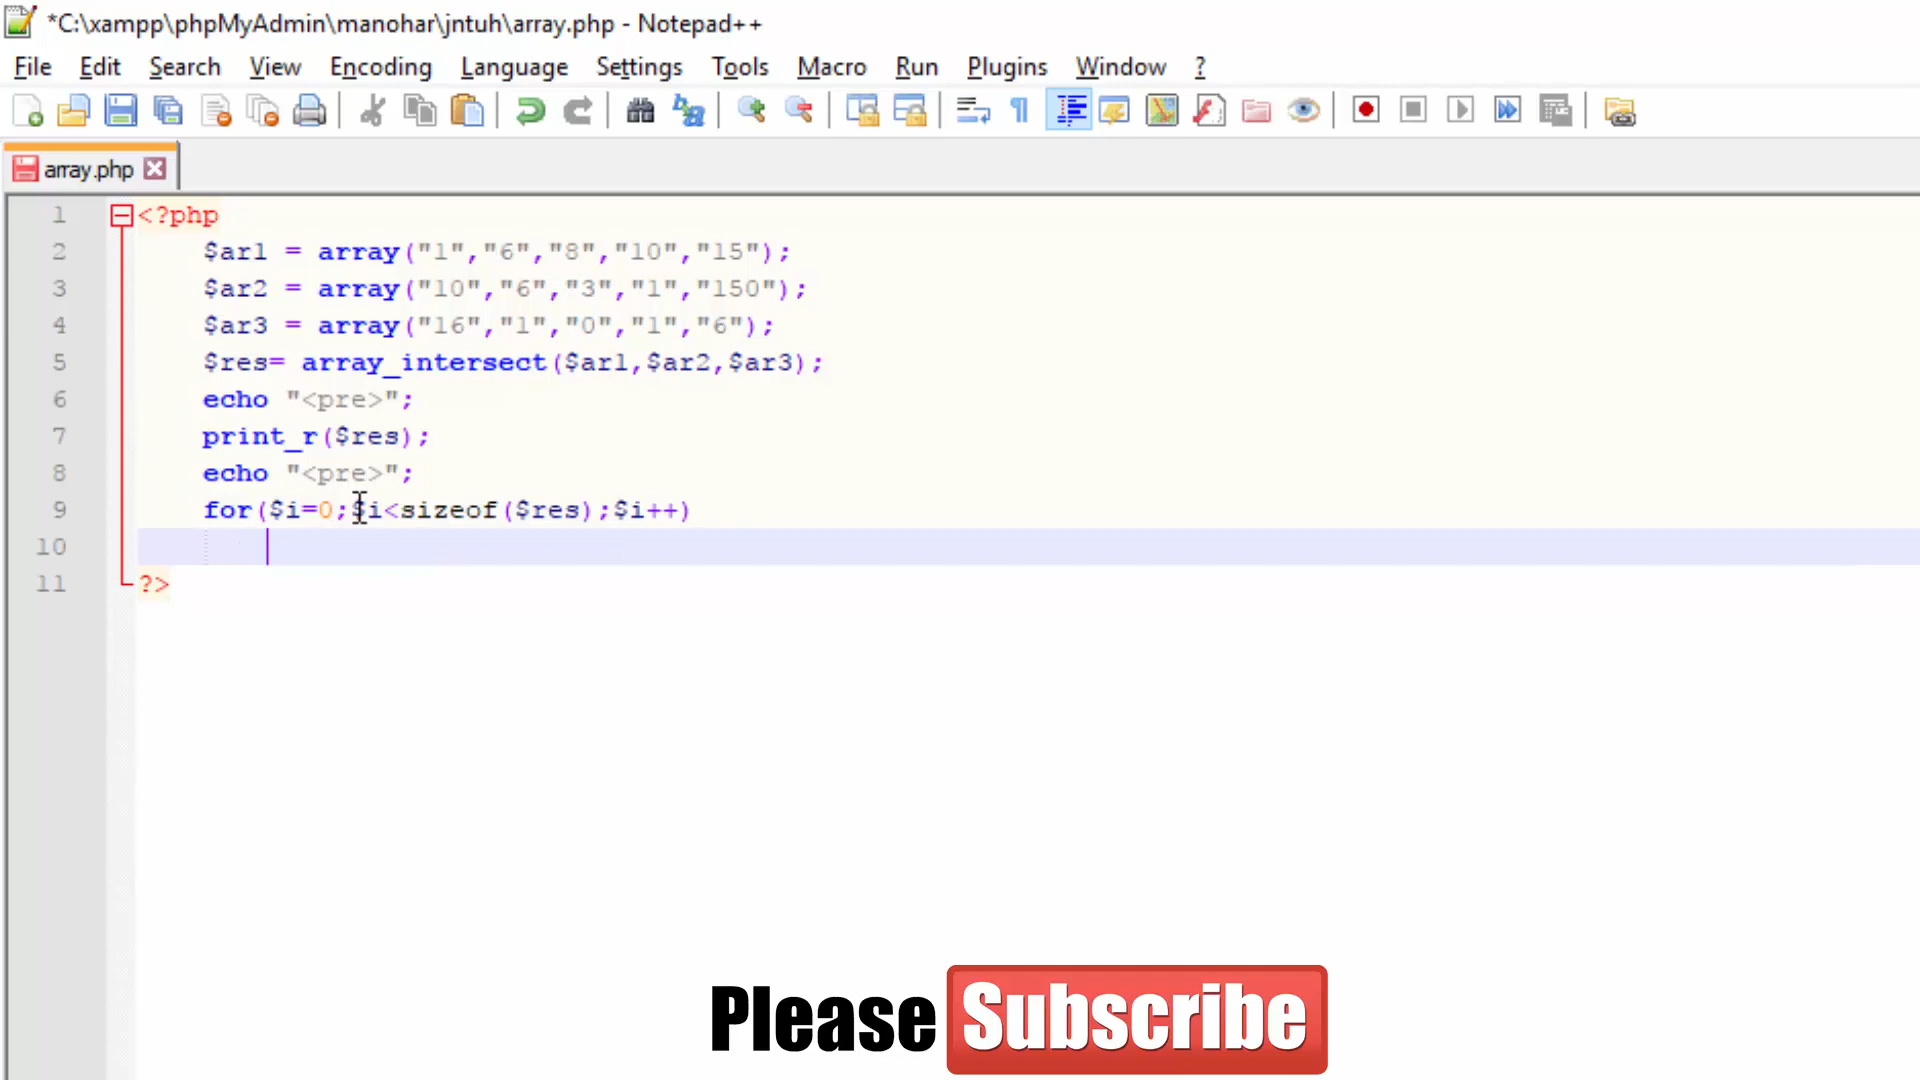 *C:\xampp\phpMyAdmin\manohar\jntuh\array.php - Notepad++
File Edit Search View Encoding Language Settings Tools Macro Run Plugins Window ?
array.php
1 <?php
2 $ar1 = array("1","6","8","10","15");
3 $ar2 = array("10","6","3","1","150");
4 $ar3 = array("16","1","0","1","6");
5 $res= array_intersect($ar1,$ar2,$ar3);
6 echo "<pre>";
7 print_r($res);
8 echo "<pre>";
9 for($i=0;$i<sizeof($res);$i++)
10
11 ?>
Please Subscribe